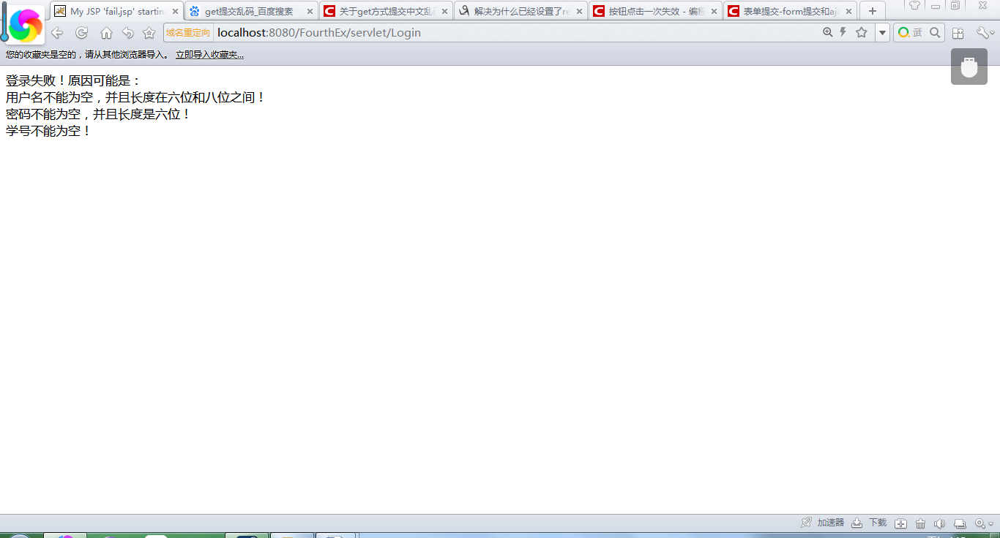 My JSP 'fail.jsp' starting
get提交乱码_百度搜索
关于get方式提交中文乱
解决为什么已经设置了re
按钮点击一次失效 - 编程
表单提交-form提交和aja
域名重定向 localhost:8080/FourthEx/servlet/Login 武
您的收藏夹是空的，请从其他浏览器导入。 立即导入收藏夹...
登录失败！原因可能是：
用户名不能为空，并且长度在六位和八位之间！
密码不能为空，并且长度是六位！
学号不能为空！
加速器 下载